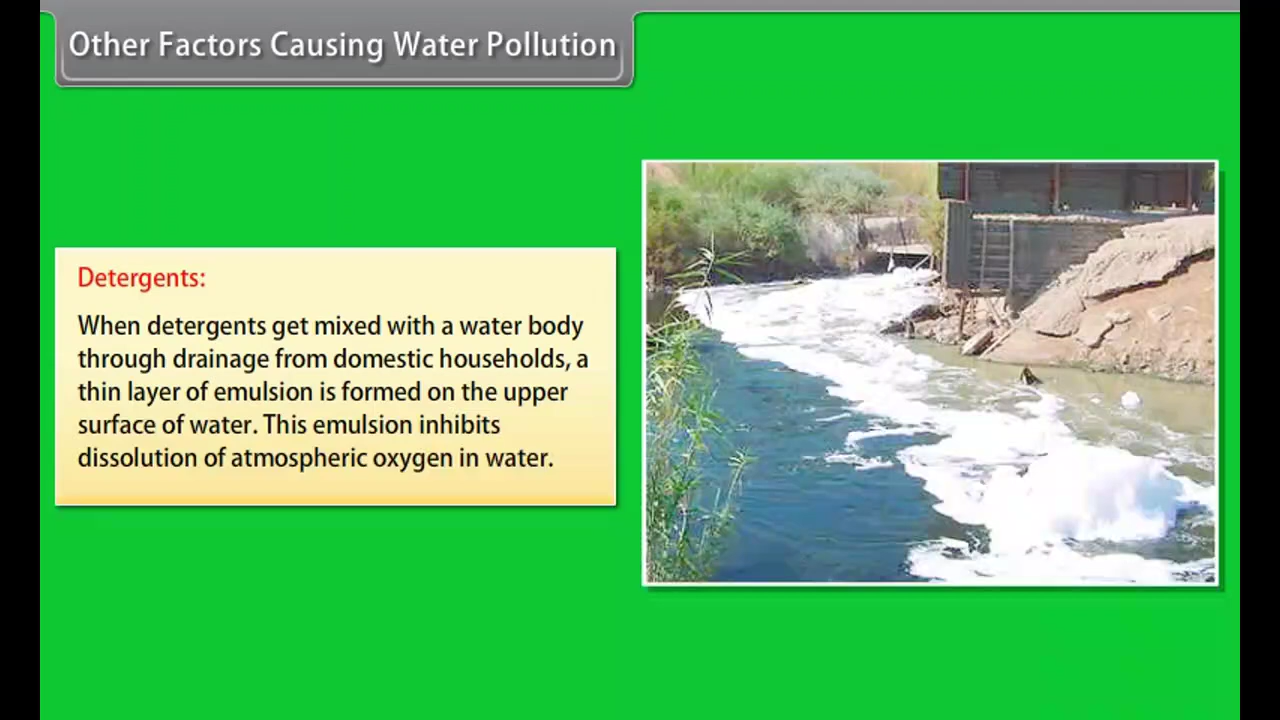 Other Factors Causing Water Pollution
Detergents:
When detergents get mixed with a water body
through drainage from domestic households, a
thin layer of emulsion is formed on the upper
surface of water. This emulsion inhibits
dissolution of atmospheric oxygen in water.